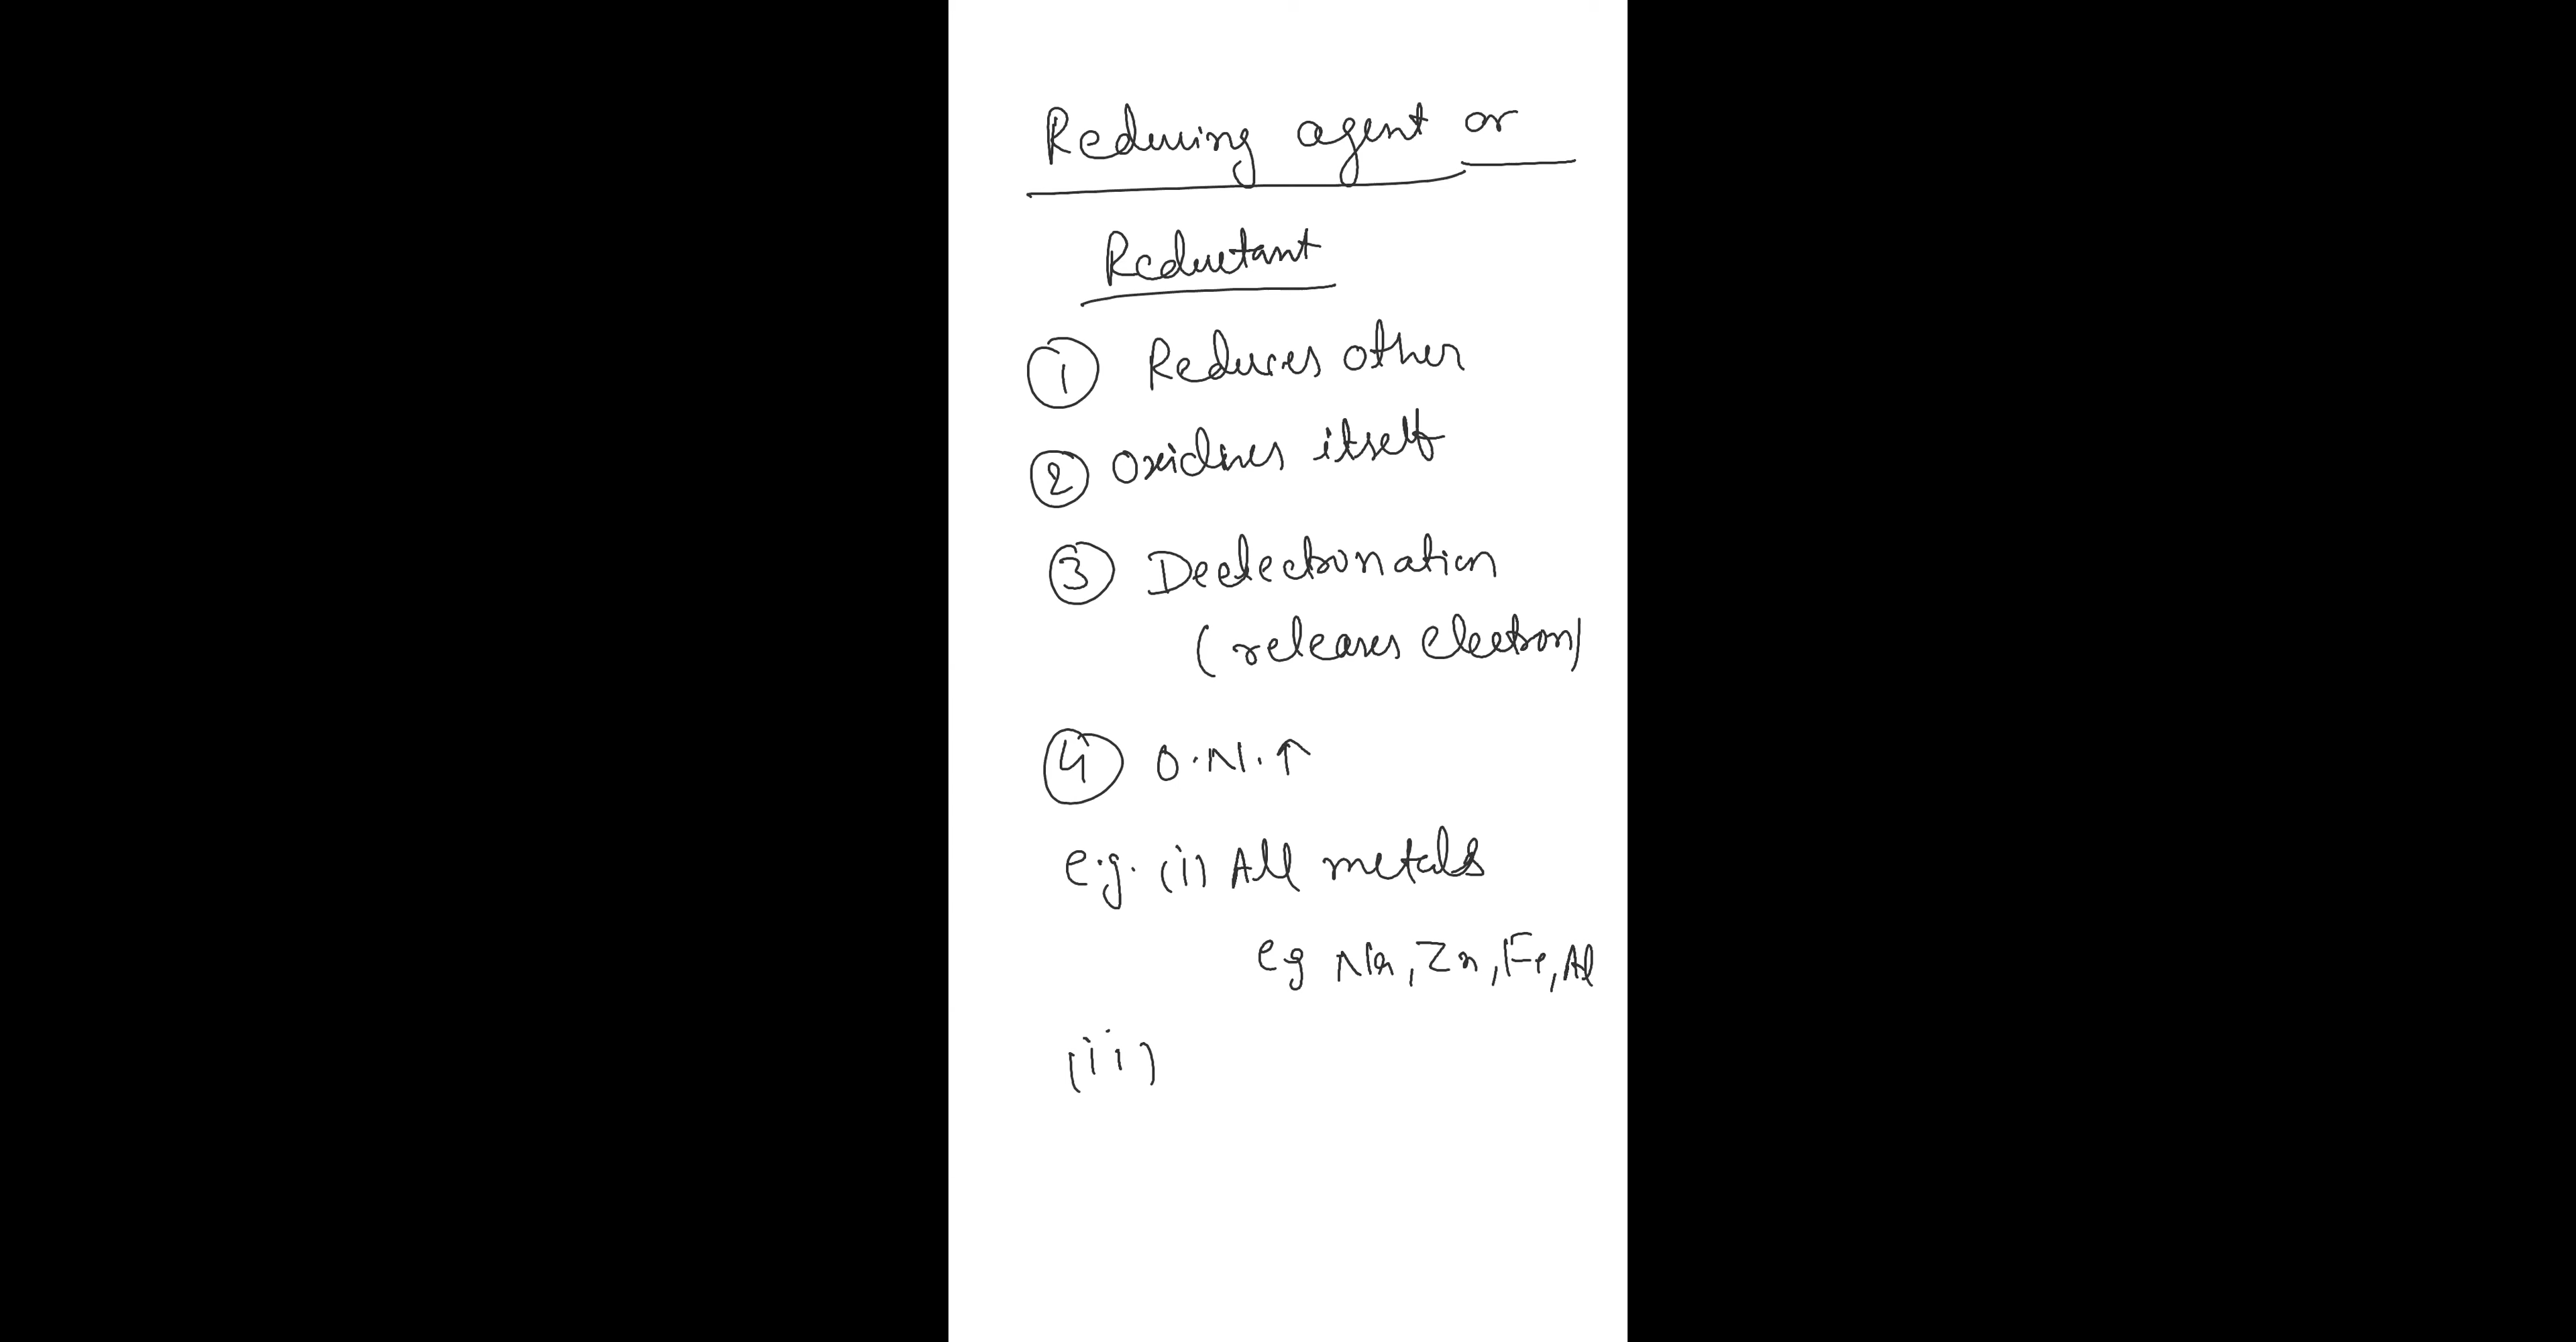 Reducing agent or
Reductant
① Reduces other
② Oxidises itself
③ Deelectronation
(releases electron)
④ O.N.↑
e.g. (i) All metals
eg Na, Zn, Fe, Al
(ii)